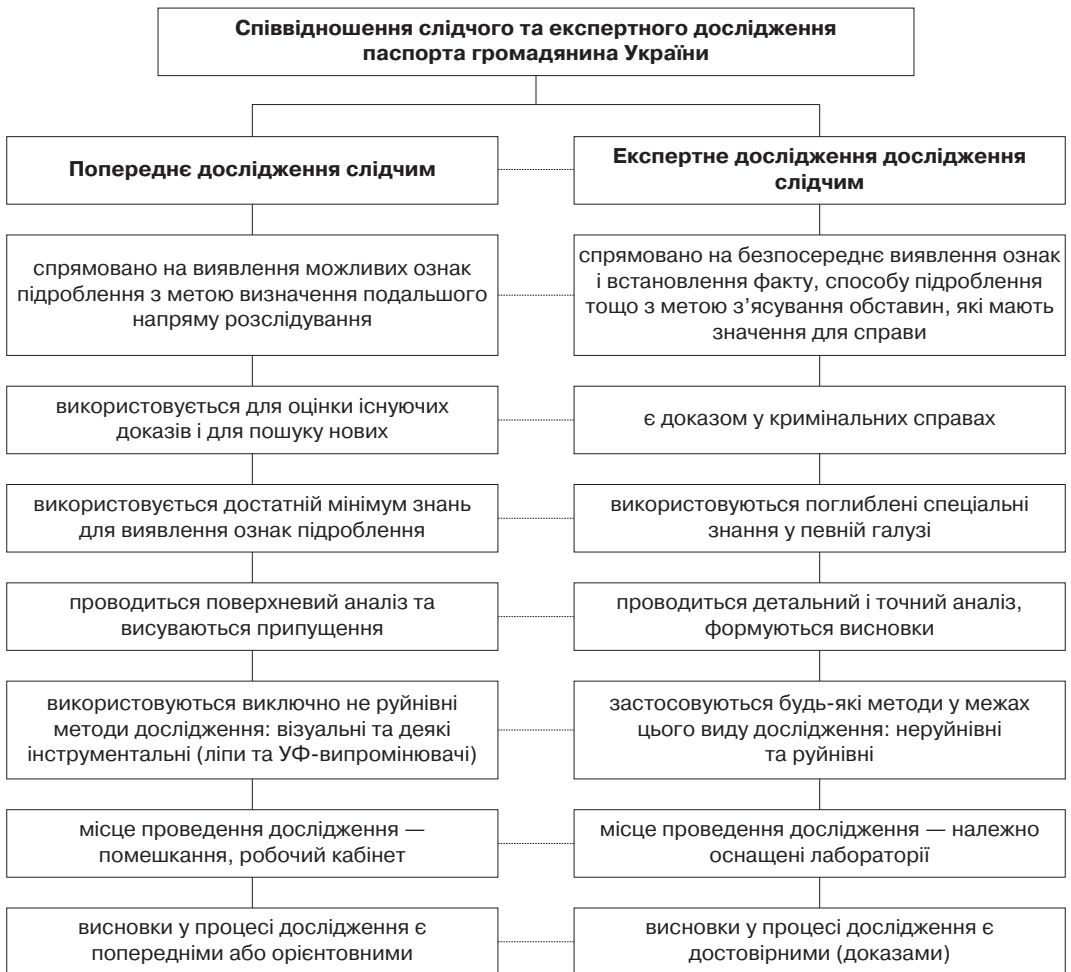 Співвідношення слідчого та експертного дослідження
паспорта громадянина України
Попереднє дослідження слідчим
Експертне дослідження дослідження
слідчим
спрямовано на виявлення можливих ознак
підроблення з метою визначення подальшого
напряму розслідування
спрямовано на безпосереднє виявлення ознак
і встановлення факту, способу підроблення
тощо з метою з’ясування обставин, які мають
значення для справи
використовується для оцінки існуючих
доказів і для пошуку нових
є доказом у кримінальних справах
використовується достатній мінімум знань
для виявлення ознак підроблення
використовуються поглиблені спеціальні
знання у певній галузі
проводиться поверхневий аналіз та
висуваються припущення
проводиться детальний і точний аналіз,
формуються висновки
використовуються виключно не руйнівні
методи дослідження: візуальні та деякі
інструментальні (ліпи та УФ-випромінювачі)
застосовуються будь-які методи у межах
цього виду дослідження: неруйнівні
та руйнівні
місце проведення дослідження —
помешкання, робочий кабінет
місце проведення дослідження — належно
оснащені лабораторії
висновки у процесі дослідження є
попередніми або орієнтовними
висновки у процесі дослідження є
достовірними (доказами)